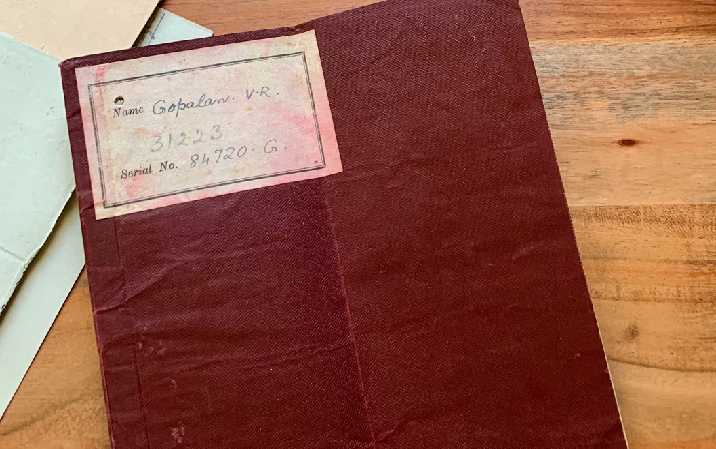 Name Gopalan. V.R.
31223
Serial No. 84720. G.